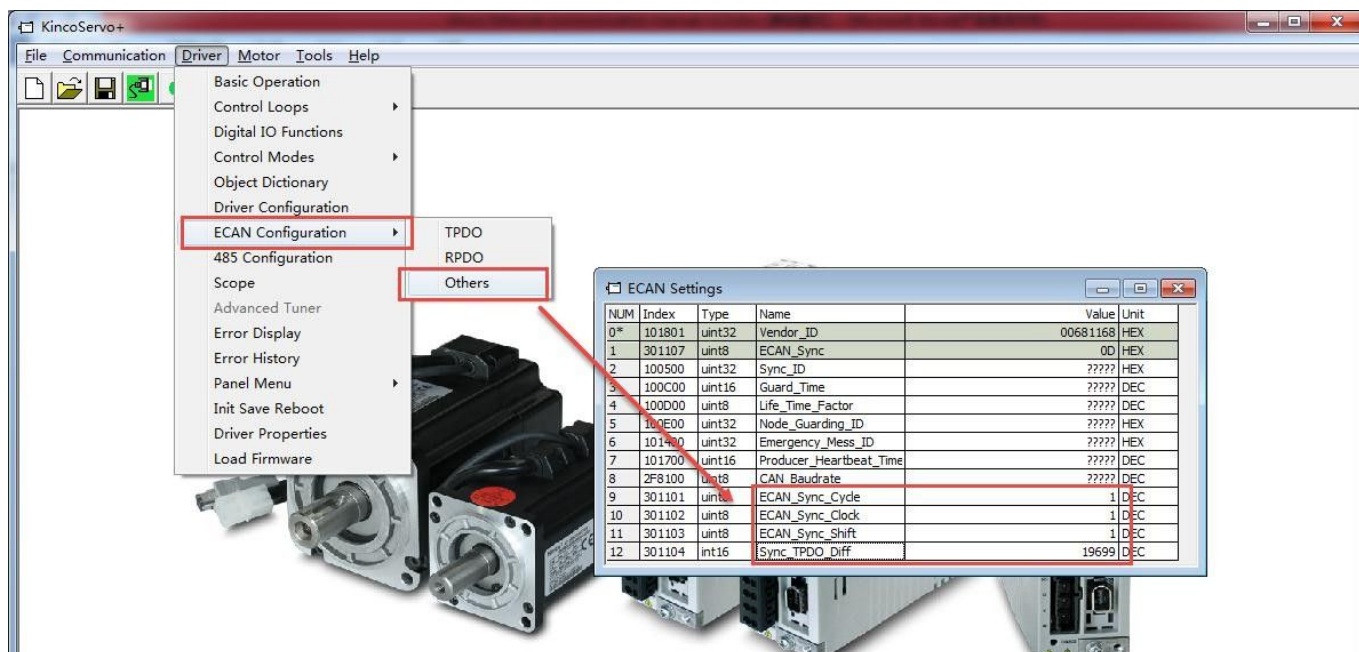 KincoServo+
File Communication Driver Motor Tools Help
Basic Operation
Control Loops
Digital IO Functions
Control Modes
Object Dictionary
Driver Configuration
ECAN Configuration
485 Configuration
Scope
Advanced Tuner
Error Display
Error History
Panel Menu
Init Save Reboot
Driver Properties
Load Firmware
TPDO
RPDO
Others
ECAN Settings
NUM Index Type Name Value Unit
0* 101801 uint32 Vendor_ID 00681168 HEX
1 301107 uint8 ECAN_Sync 0D HEX
2 100500 uint32 Sync_ID ????? HEX
3 100C00 uint16 Guard_Time ????? DEC
4 100D00 uint8 Life_Time_Factor ????? DEC
5 100E00 uint32 Node_Guarding_ID ????? HEX
6 101400 uint32 Emergency_Mess_ID ????? HEX
7 101700 uint16 Producer_Heartbeat_Time ????? DEC
8 2F8100 uint8 CAN_Baudrate ????? DEC
9 301101 uint8 ECAN_Sync_Cycle 1 DEC
10 301102 uint8 ECAN_Sync_Clock 1 DEC
11 301103 uint8 ECAN_Sync_Shift 1 DEC
12 301104 int16 Sync_TPDO_Diff 19699 DEC